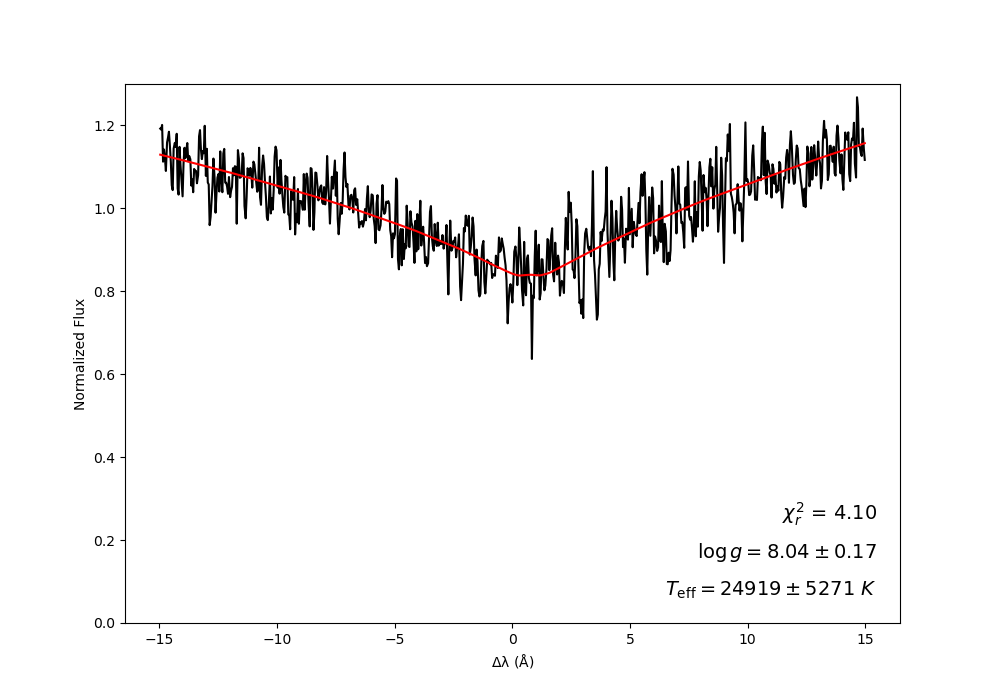 1.2
1.0
0.8
0.6
0.4
0.2
0.0
Normalized Flux
χ²ᵣ = 4.10
log g = 8.04 ± 0.17
T_eff = 24919 ± 5271 K
−15 −10 −5 0 5 10 15
Δλ (Å)